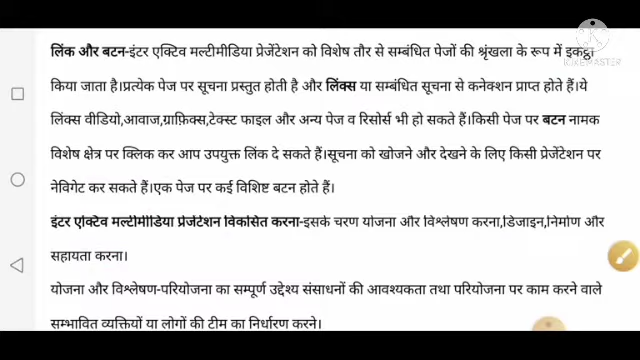 लिंक और बटन-इंटर एक्टिव मल्टीमीडिया प्रेजेंटेशन को विशेष तौर से सम्बंधित पेजों की श्रृंखला के रूप में इकट्ठा
किया जाता है।प्रत्येक पेज पर सूचना प्रस्तुत होती है और लिंक्स या सम्बंधित सूचना से कनेक्शन प्राप्त होते हैं।ये
लिंक्स वीडियो,आवाज,ग्राफ़िक्स,टेक्स्ट फाइल और अन्य पेज व रिसोर्स भी हो सकते हैं।किसी पेज पर बटन नामक
विशेष क्षेत्र पर क्लिक कर आप उपयुक्त लिंक दे सकते हैं।सूचना को खोजने और देखने के लिए किसी प्रेजेंटेशन पर
नेविगेट कर सकते हैं।एक पेज पर कई विशिष्ट बटन होते हैं।
इंटर एक्टिव मल्टीमीडिया प्रेजेंटेशन विकसित करना-इसके चरण योजना और विश्लेषण करना,डिजाइन,निर्माण और
सहायता करना।
योजना और विश्लेषण-परियोजना का सम्पूर्ण उद्देश्य संसाधनों की आवश्यकता तथा परियोजना पर काम करने वाले
सम्भावित व्यक्तियों या लोगों की टीम का निर्धारण करने।
KINEMASTER